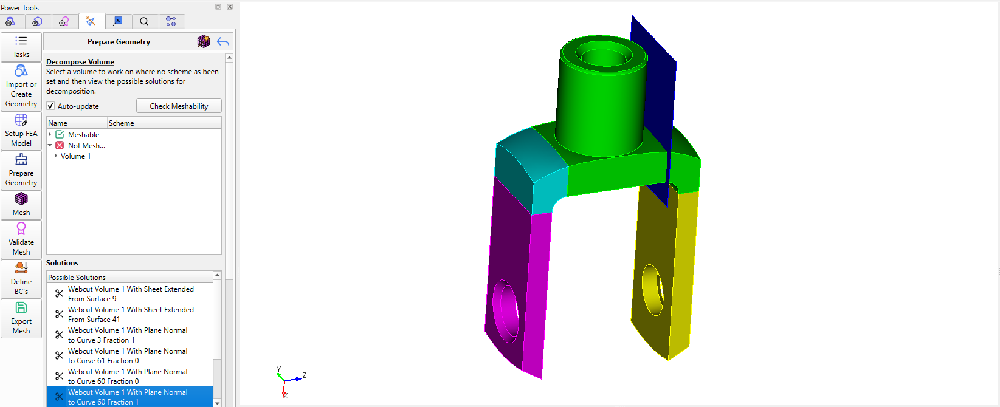 Power Tools
Prepare Geometry
Tasks
Import or
Create
Geometry
Setup FEA
Model
Prepare
Geometry
Mesh
Validate
Mesh
Define
BC's
Export
Mesh
Decompose Volume
Select a volume to work on where no scheme as been
set and then view the possible solutions for
decomposition.
Auto-update
Check Meshability
Name
Scheme
Meshable
Not Mesh...
Volume 1
Solutions
Possible Solutions
Webcut Volume 1 With Sheet Extended
From Surface 9
Webcut Volume 1 With Sheet Extended
From Surface 41
Webcut Volume 1 With Plane Normal
to Curve 3 Fraction 1
Webcut Volume 1 With Plane Normal
to Curve 61 Fraction 0
Webcut Volume 1 With Plane Normal
to Curve 60 Fraction 0
Webcut Volume 1 With Plane Normal
to Curve 60 Fraction 1
Y
Z
X